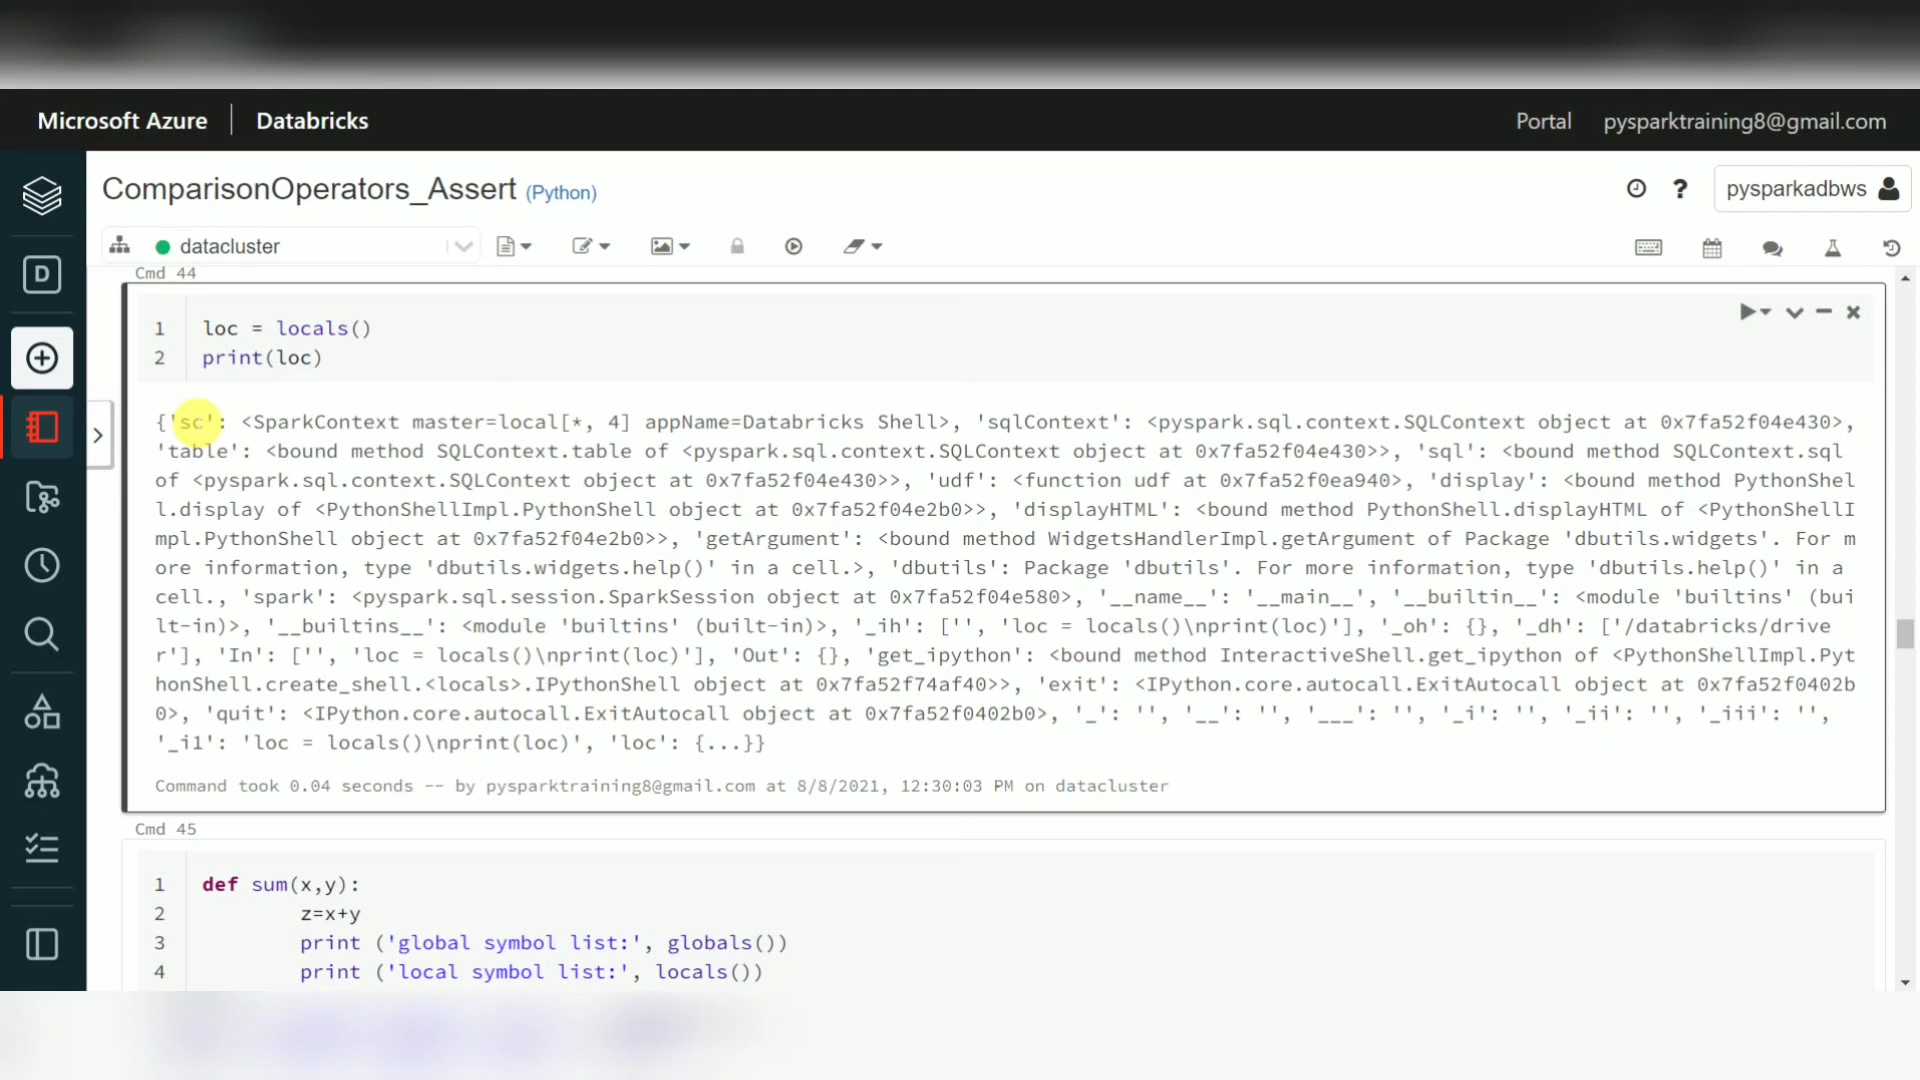 Microsoft Azure | Databricks
Portal pysparktraining8@gmail.com
ComparisonOperators_Assert (Python)
? pysparkadbws
datacluster
D
Cmd 44
1 loc = locals()
2 print(loc)
{'sc': <SparkContext master=local[*, 4] appName=Databricks Shell>, 'sqlContext': <pyspark.sql.context.SQLContext object at 0x7fa52f04e430>,
'table': <bound method SQLContext.table of <pyspark.sql.context.SQLContext object at 0x7fa52f04e430>>, 'sql': <bound method SQLContext.sql
of <pyspark.sql.context.SQLContext object at 0x7fa52f04e430>>, 'udf': <function udf at 0x7fa52f0ea940>, 'display': <bound method PythonShel
l.display of <PythonShellImpl.PythonShell object at 0x7fa52f04e2b0>>, 'displayHTML': <bound method PythonShell.displayHTML of <PythonShellI
mpl.PythonShell object at 0x7fa52f04e2b0>>, 'getArgument': <bound method WidgetsHandlerImpl.getArgument of Package 'dbutils.widgets'. For m
ore information, type 'dbutils.widgets.help()' in a cell.>, 'dbutils': Package 'dbutils'. For more information, type 'dbutils.help()' in a
cell., 'spark': <pyspark.sql.session.SparkSession object at 0x7fa52f04e580>, '__name__': '__main__', '__builtin__': <module 'builtins' (bui
lt-in)>, '__builtins__': <module 'builtins' (built-in)>, '_ih': ['', 'loc = locals()\nprint(loc)'], '_oh': {}, '_dh': ['/databricks/drive
r'], 'In': ['', 'loc = locals()\nprint(loc)'], 'Out': {}, 'get_ipython': <bound method InteractiveShell.get_ipython of <PythonShellImpl.Pyt
honShell.create_shell.<locals>.IPythonShell object at 0x7fa52f74af40>>, 'exit': <IPython.core.autocall.ExitAutocall object at 0x7fa52f0402b
0>, 'quit': <IPython.core.autocall.ExitAutocall object at 0x7fa52f0402b0>, '_': '', '__': '', '___': '', '_i': '', '_ii': '', '_iii': '',
'_i1': 'loc = locals()\nprint(loc)', 'loc': {...}}
Command took 0.04 seconds -- by pysparktraining8@gmail.com at 8/8/2021, 12:30:03 PM on datacluster
Cmd 45
1 def sum(x,y):
2 z=x+y
3 print ('global symbol list:', globals())
4 print ('local symbol list:', locals())